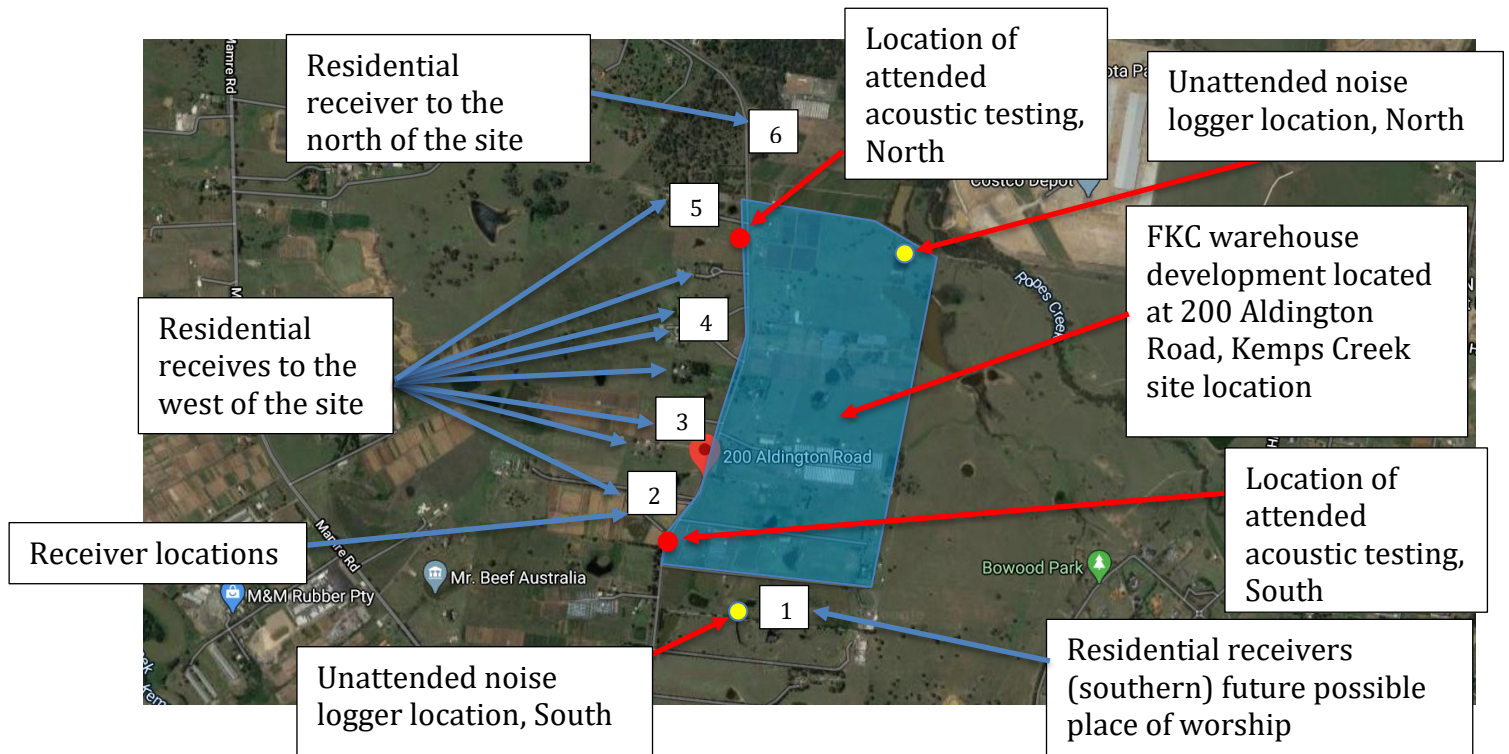 Residential
receiver to the
north of the site
Location of
attended
acoustic testing,
North
Unattended noise
logger location, North
FKC warehouse
development located
at 200 Aldington
Road, Kemps Creek
site location
Residential
receives to the
west of the site
Receiver locations
Location of
attended
acoustic testing,
South
Unattended noise
logger location, South
Residential receivers
(southern) future possible
place of worship
6
5
4
3
2
1
Mamre Rd
Costco Depot
Ropes Creek
200 Aldington Road
Mamre Rd
Mr. Beef Australia
M&M Rubber Pty
Bowood Park